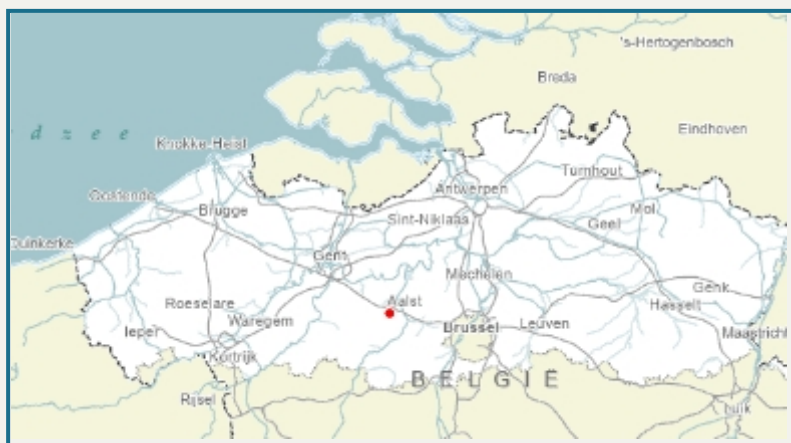 's-Hertogenbosch
Breda
d z e e
Eindhoven
Knokke-Heist
Turnhout
Antwerpen
Oostende
Brugge
Mol
Sint-Niklaas
Geel
Duinkerke
Gent
Mechelen
Genk
Roeselare
Aalst
Hasselt
Waregem
Brussel
Leuven
Ieper
Maastricht
Kortrijk
BELGIË
Rijsel
Luik